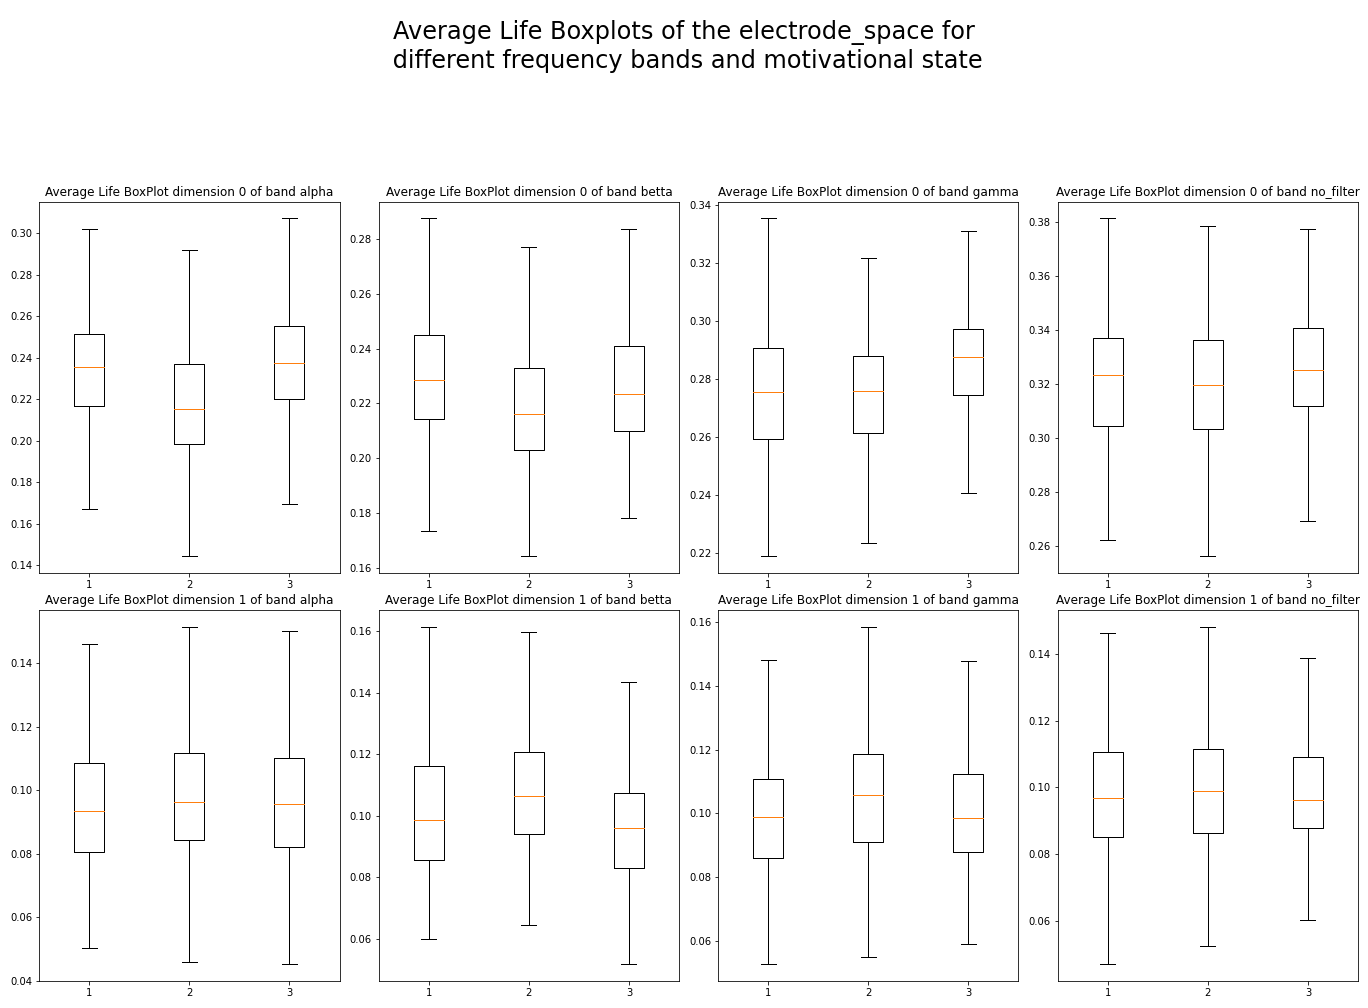 Average Life Boxplots of the electrode_space for
different frequency bands and motivational state
Average Life BoxPlot dimension 0 of band alpha
0.30
0.28
0.26
0.24
0.22
0.20
0.18
0.16
0.14
1 2 3
Average Life BoxPlot dimension 0 of band betta
0.28
0.26
0.24
0.22
0.20
0.18
0.16
1 2 3
Average Life BoxPlot dimension 0 of band gamma
0.34
0.32
0.30
0.28
0.26
0.24
0.22
1 2 3
Average Life BoxPlot dimension 0 of band no_filter
0.38
0.36
0.34
0.32
0.30
0.28
0.26
1 2 3
Average Life BoxPlot dimension 1 of band alpha
0.14
0.12
0.10
0.08
0.06
0.04
1 2 3
Average Life BoxPlot dimension 1 of band betta
0.16
0.14
0.12
0.10
0.08
0.06
1 2 3
Average Life BoxPlot dimension 1 of band gamma
0.16
0.14
0.12
0.10
0.08
0.06
1 2 3
Average Life BoxPlot dimension 1 of band no_filter
0.14
0.12
0.10
0.08
0.06
1 2 3